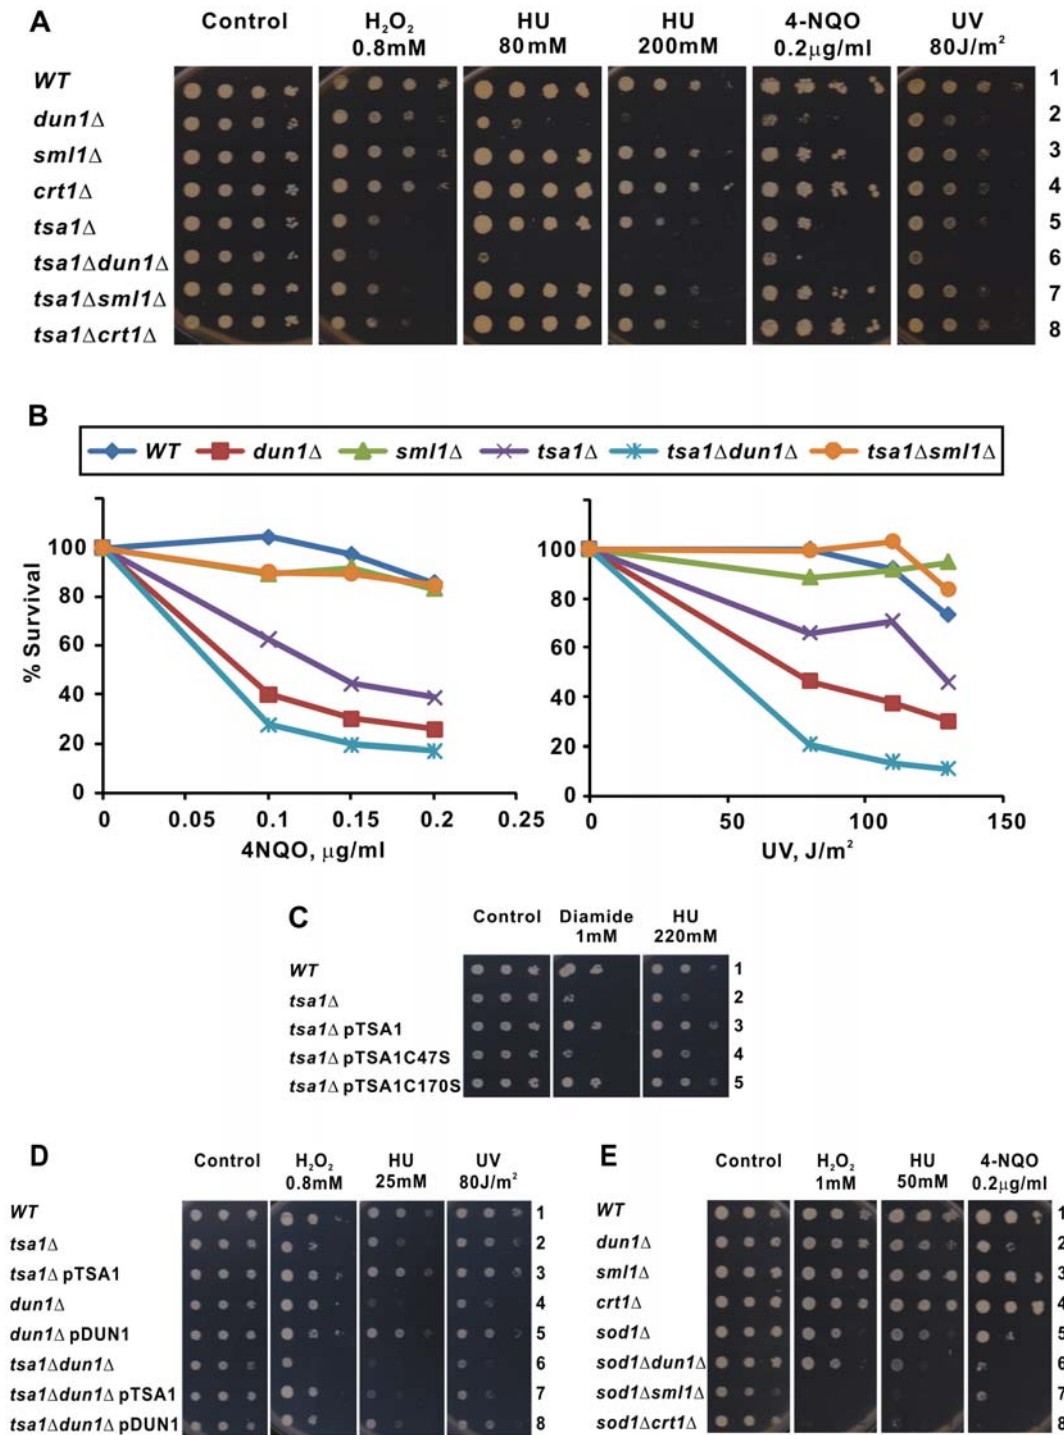 A
Control H₂O₂ 0.8mM HU 80mM HU 200mM 4-NQO 0.2µg/ml UV 80J/m²
WT 1
dun1Δ 2
sml1Δ 3
crt1Δ 4
tsa1Δ 5
tsa1Δdun1Δ 6
tsa1Δsml1Δ 7
tsa1Δcrt1Δ 8
B
WT dun1Δ sml1Δ tsa1Δ tsa1Δdun1Δ tsa1Δsml1Δ
% Survival
100
80
60
40
20
0
0 0.05 0.1 0.15 0.2 0.25
4NQO, µg/ml
100
80
60
40
20
0
0 50 100 150
UV, J/m²
C
Control Diamide 1mM HU 220mM
WT 1
tsa1Δ 2
tsa1Δ pTSA1 3
tsa1Δ pTSA1C47S 4
tsa1Δ pTSA1C170S 5
D
Control H₂O₂ 0.8mM HU 25mM UV 80J/m²
WT 1
tsa1Δ 2
tsa1Δ pTSA1 3
dun1Δ 4
dun1Δ pDUN1 5
tsa1Δdun1Δ 6
tsa1Δdun1Δ pTSA1 7
tsa1Δdun1Δ pDUN1 8
E
Control H₂O₂ 1mM HU 50mM 4-NQO 0.2µg/ml
WT 1
dun1Δ 2
sml1Δ 3
crt1Δ 4
sod1Δ 5
sod1Δdun1Δ 6
sod1Δsml1Δ 7
sod1Δcrt1Δ 8